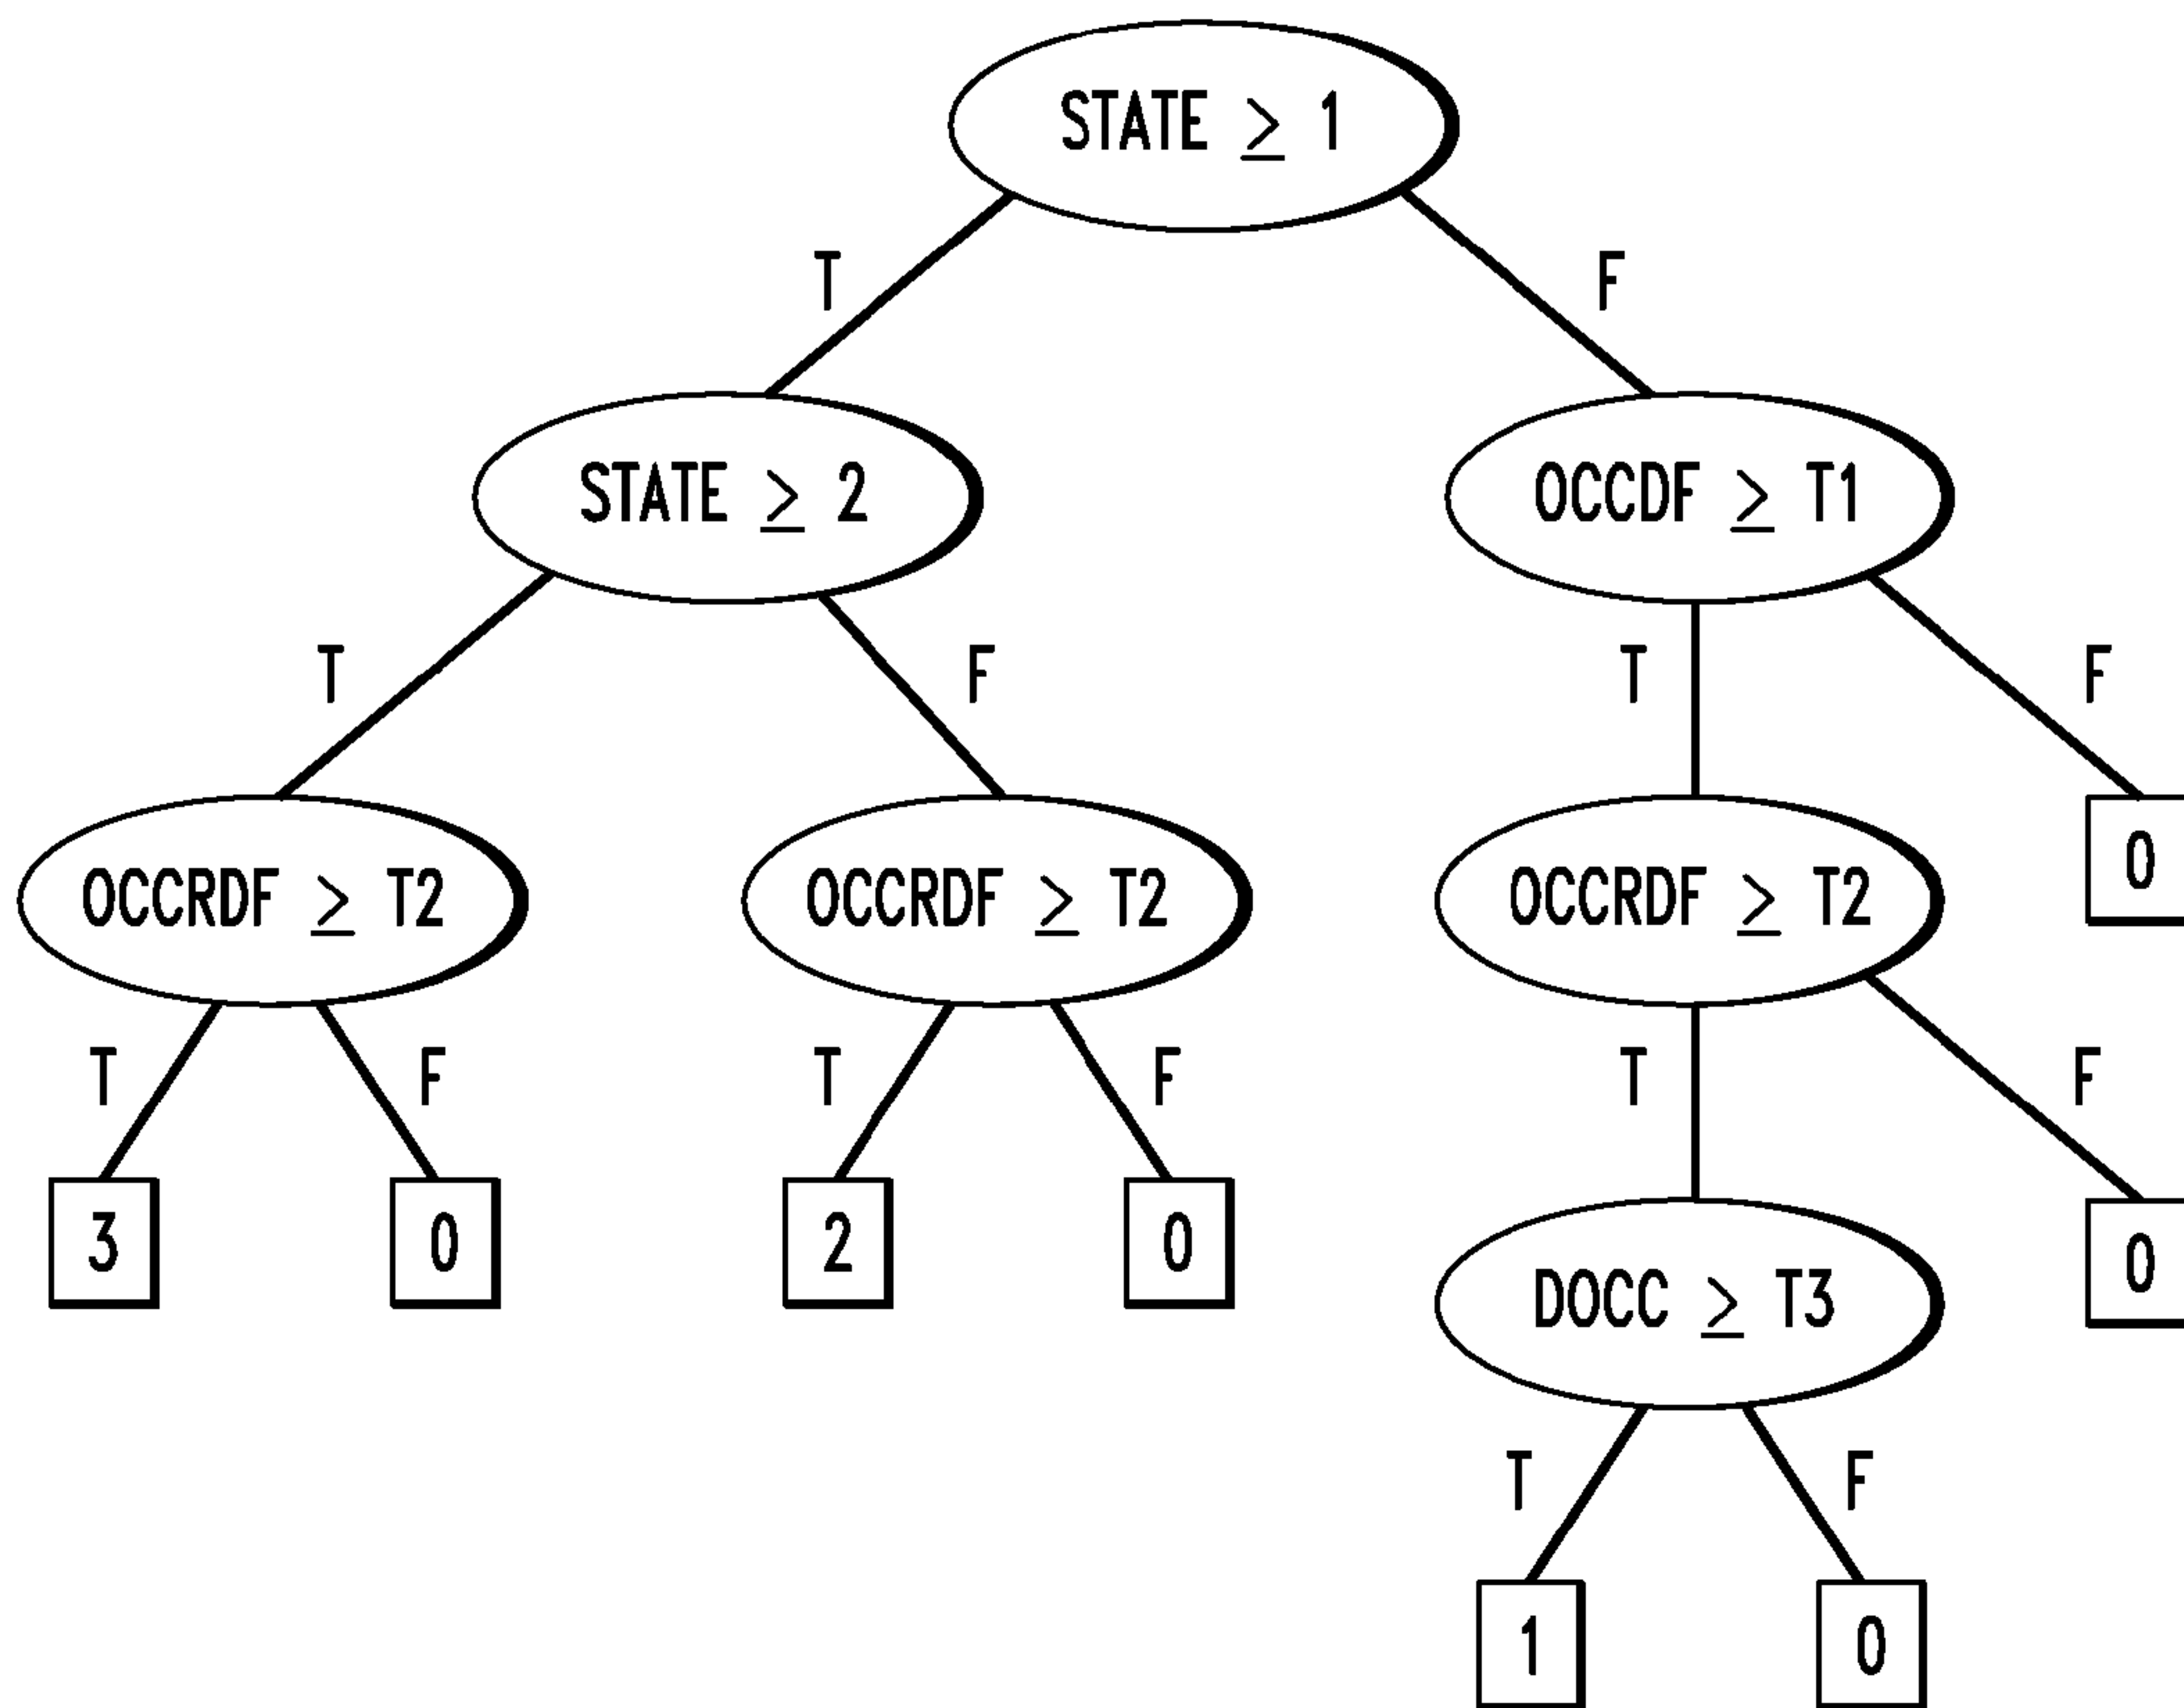 STATE ≥ 1
T F
STATE ≥ 2 OCCDF ≥ T1
T F T F
0
OCCRDF ≥ T2 OCCRDF ≥ T2 OCCRDF ≥ T2
T F T F T F
3 0 2 0 0
DOCC ≥ T3
T F
1 0